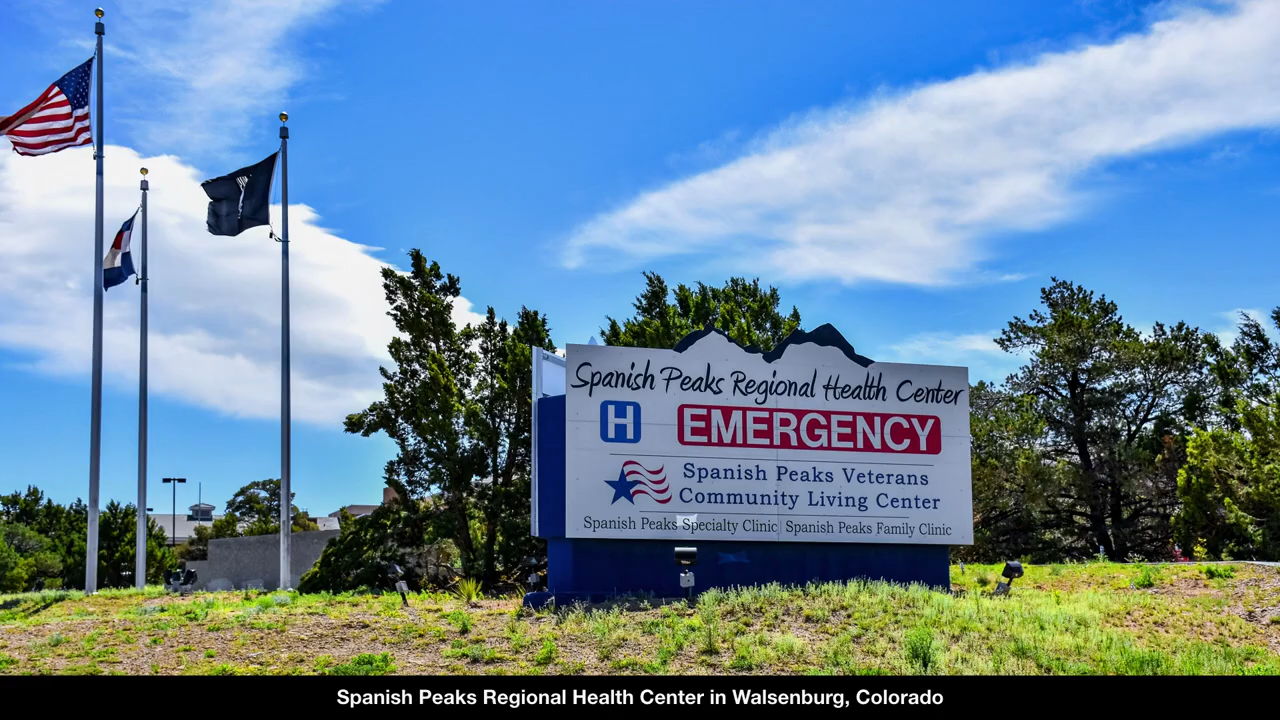 Spanish Peaks Regional Health Center
H EMERGENCY
Spanish Peaks Veterans
Community Living Center
Spanish Peaks Specialty Clinic | Spanish Peaks Family Clinic
Spanish Peaks Regional Health Center in Walsenburg, Colorado